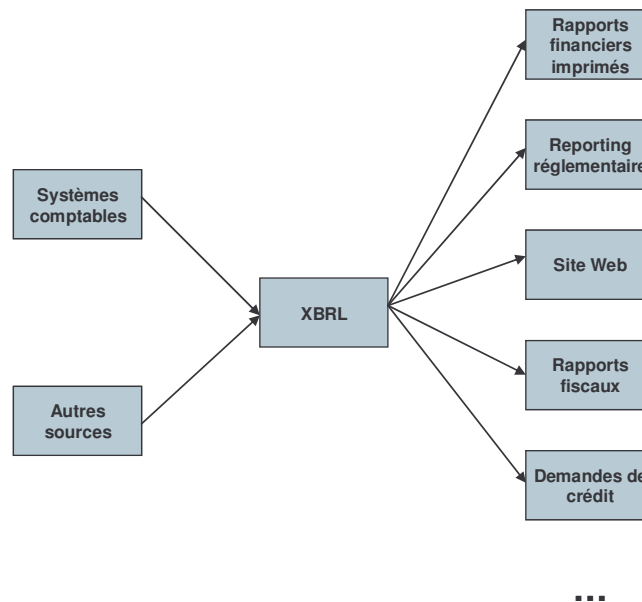 Rapports
financiers
imprimés
Reporting
réglementaire
Systèmes
comptables
Site Web
XBRL
Rapports
fiscaux
Autres
sources
Demandes de
crédit
...